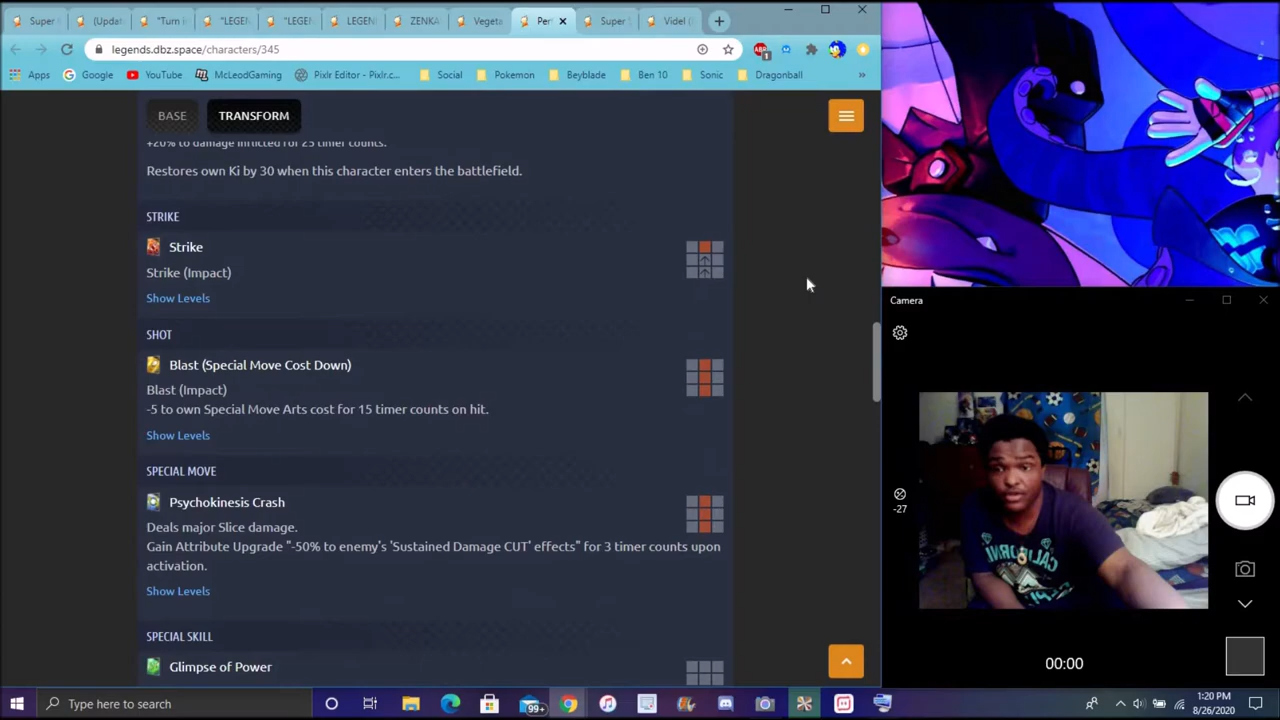 Super
(Updat
"Turn i
"LEGEN
"LEGE
LEGEN
ZENKA
Vegeta
Per
Super
Videl (
legends.dbz.space/characters/345
Apps
Google
YouTube
McLeodGaming
Pixlr Editor - Pixlr.c...
Social
Pokemon
Beyblade
Ben 10
Sonic
Dragonball
BASE
TRANSFORM
+20% to damage inflicted for 25 timer counts.
Restores own Ki by 30 when this character enters the battlefield.
STRIKE
Strike
Strike (Impact)
Show Levels
SHOT
Blast (Special Move Cost Down)
Blast (Impact)
-5 to own Special Move Arts cost for 15 timer counts on hit.
Show Levels
SPECIAL MOVE
Psychokinesis Crash
Deals major Slice damage.
Gain Attribute Upgrade "-50% to enemy's 'Sustained Damage CUT' effects" for 3 timer counts upon
activation.
Show Levels
SPECIAL SKILL
Glimpse of Power
Camera
-27
CALIFORNIA
00:00
Type here to search
99+
1:20 PM
8/26/2020